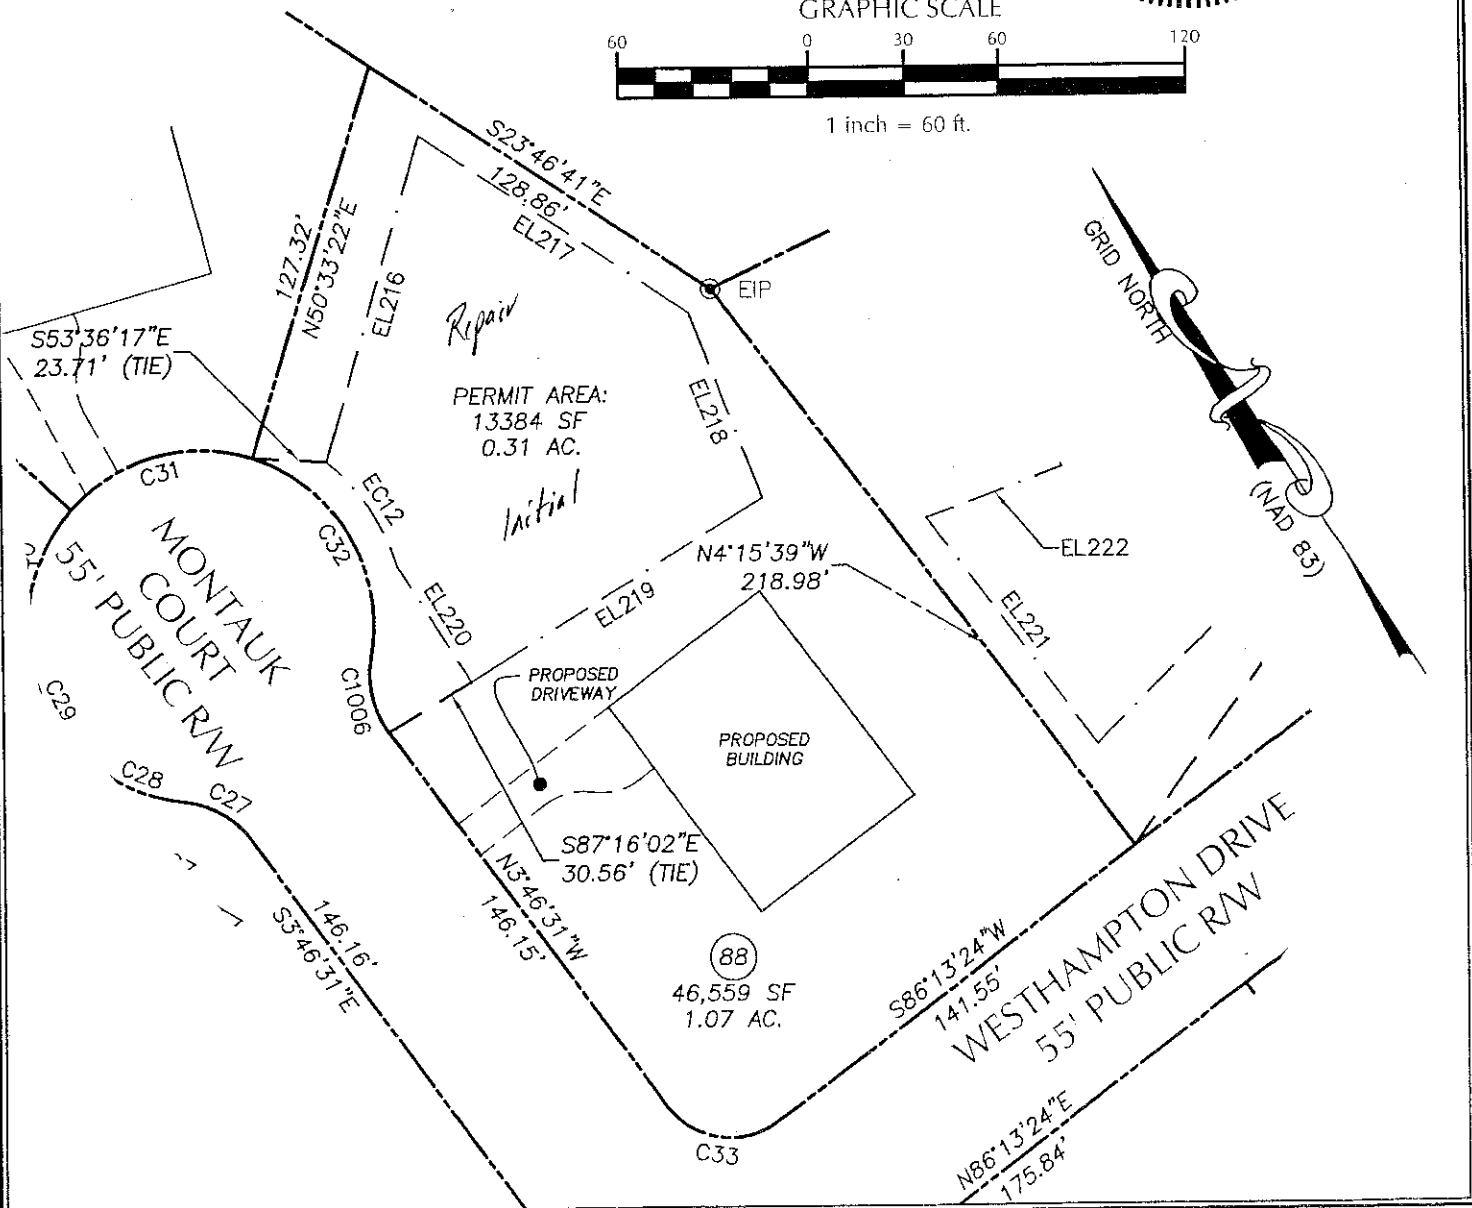 GRAPHIC SCALE
60 0 30 60 120
1 inch = 60 ft.
S23°46'41"E
128.86'
EL217
127.32'
N50°33'22"E
EL216
EIP
GRID NORTH
(NAD 83)
Repair
S53°36'17"E
23.71' (TIE)
PERMIT AREA:
13384 SF
0.31 AC.
EL218
Initial
C31
EC12
C32
MONTAUK
COURT
55' PUBLIC R/W
N4°15'39"W
218.98'
EL222
EL221
EL219
EL220
C1006
C29
PROPOSED
DRIVEWAY
PROPOSED
BUILDING
C28
C27
S87°16'02"E
30.56' (TIE)
N3°46'31"W
146.15'
146.16'
S3°46'31"E
88
46,559 SF
1.07 AC.
S86°13'24"W
141.55'
WESTHAMPTON DRIVE
55' PUBLIC R/W
C33
N86°13'24"E
175.84'